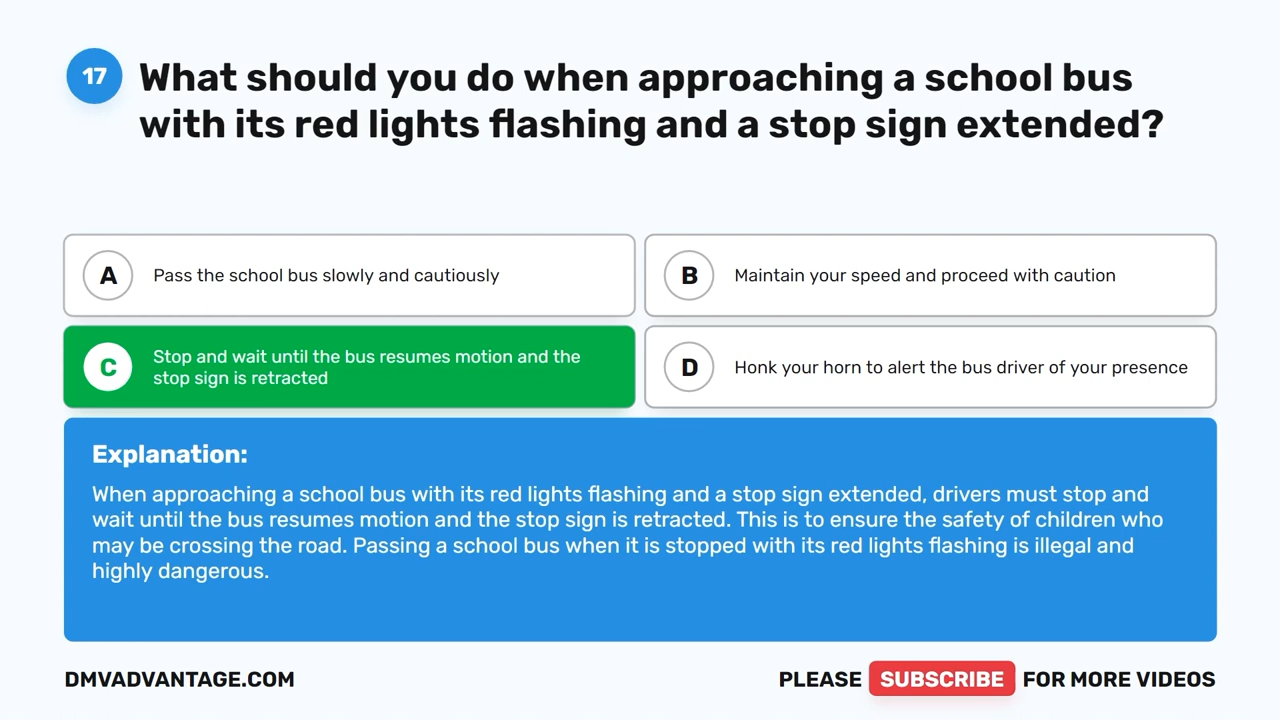 17
What should you do when approaching a school bus
with its red lights flashing and a stop sign extended?
A
Pass the school bus slowly and cautiously
B
Maintain your speed and proceed with caution
C
Stop and wait until the bus resumes motion and the
stop sign is retracted
D
Honk your horn to alert the bus driver of your presence
Explanation:
When approaching a school bus with its red lights flashing and a stop sign extended, drivers must stop and
wait until the bus resumes motion and the stop sign is retracted. This is to ensure the safety of children who
may be crossing the road. Passing a school bus when it is stopped with its red lights flashing is illegal and
highly dangerous.
DMVADVANTAGE.COM
PLEASE SUBSCRIBE FOR MORE VIDEOS